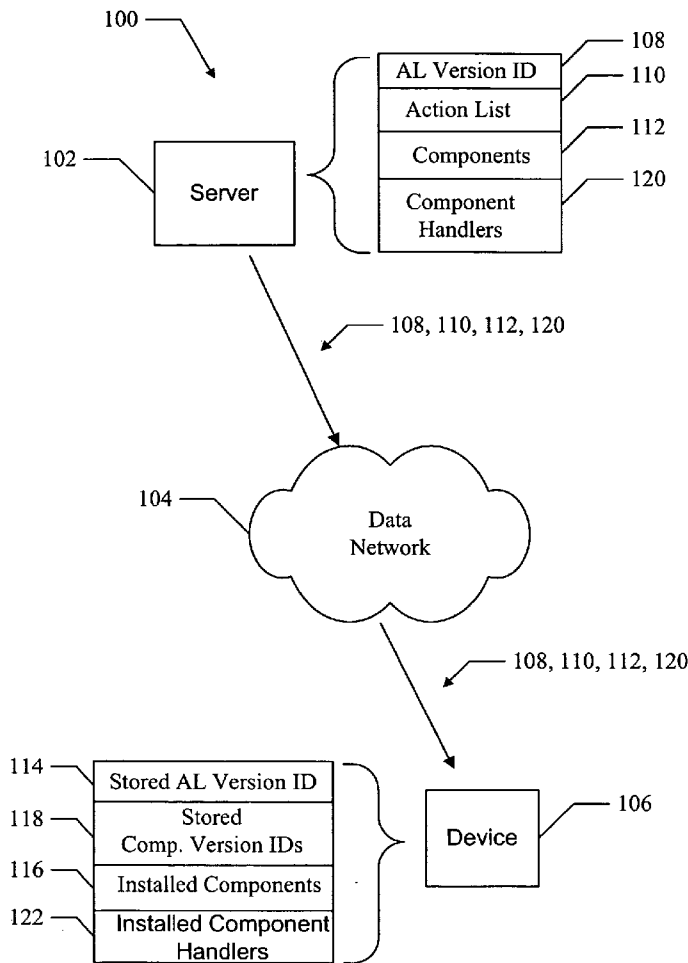 100
108
AL Version ID
110
Action List
102
112
Components
Server
120
Component
Handlers
108, 110, 112, 120
104
Data
Network
108, 110, 112, 120
114
Stored AL Version ID
118
Stored
Comp. Version IDs
106
Device
116
Installed Components
122
Installed Component
Handlers